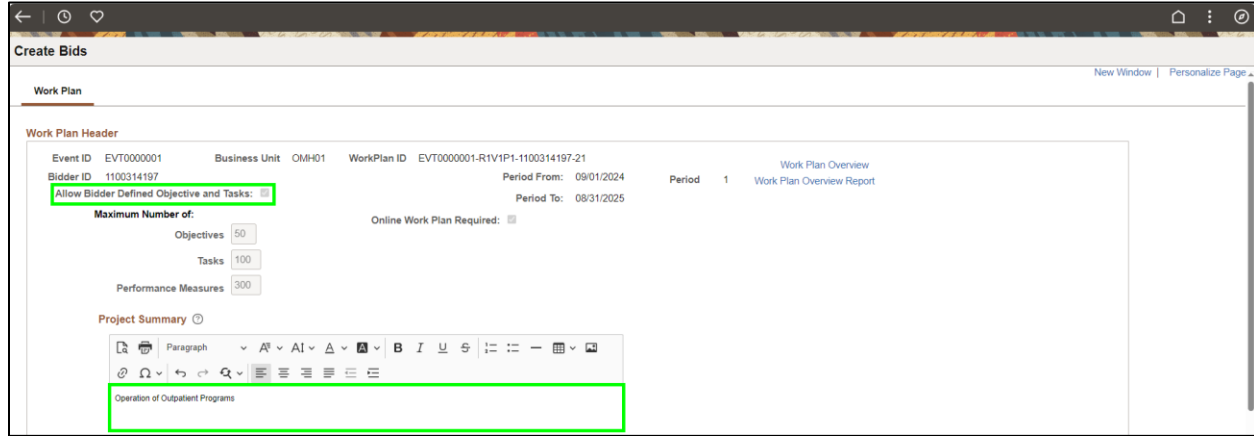 Create Bids
New Window | Personalize Page
Work Plan
Work Plan Header
Event ID EVT0000001 Business Unit OMH01 WorkPlan ID EVT0000001-R1V1P1-1100314197-21 Work Plan Overview
Bidder ID 1100314197 Period From: 09/01/2024 Period 1 Work Plan Overview Report
Allow Bidder Defined Objective and Tasks: Period To: 08/31/2025
Maximum Number of: Online Work Plan Required:
Objectives 50
Tasks 100
Performance Measures 300
Project Summary
Paragraph
Operation of Outpatient Programs